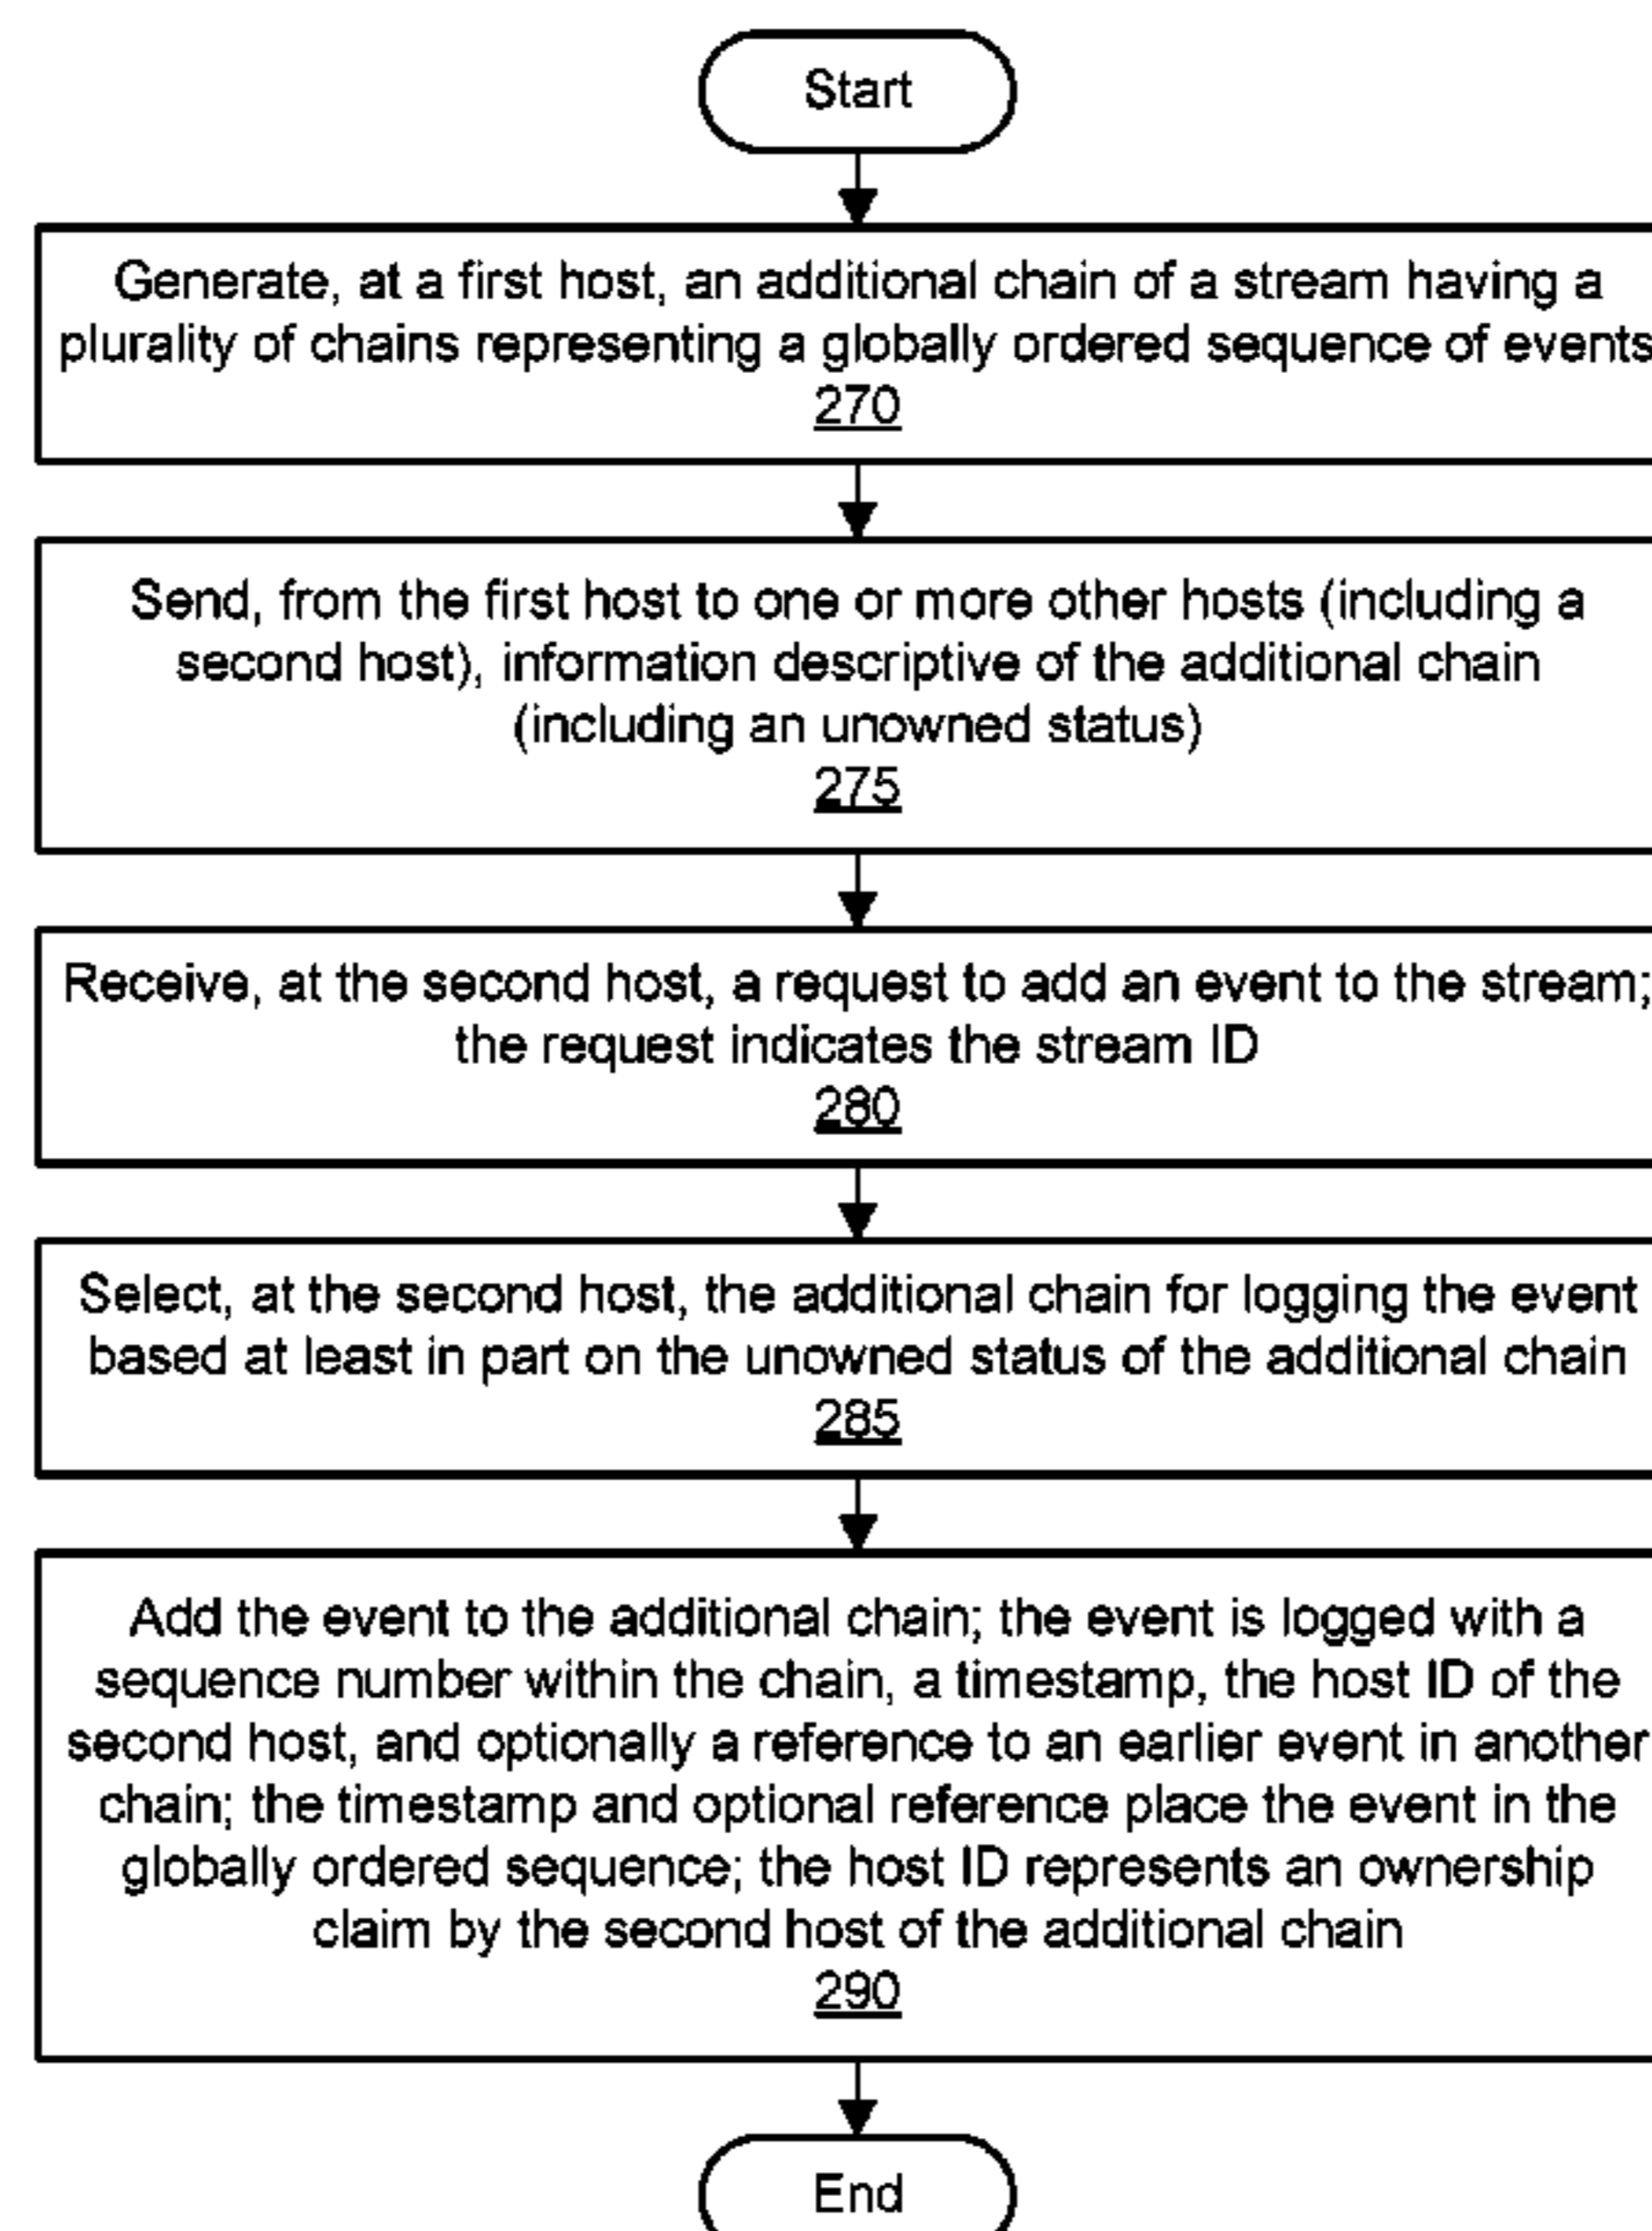 Start
Generate, at a first host, an additional chain of a stream having a
plurality of chains representing a globally ordered sequence of events
270
Send, from the first host to one or more other hosts (including a
second host), information descriptive of the additional chain
(including an unowned status)
275
Receive, at the second host, a request to add an event to the stream;
the request indicates the stream ID
280
Select, at the second host, the additional chain for logging the event
based at least in part on the unowned status of the additional chain
285
Add the event to the additional chain; the event is logged with a
sequence number within the chain, a timestamp, the host ID of the
second host, and optionally a reference to an earlier event in another
chain; the timestamp and optional reference place the event in the
globally ordered sequence; the host ID represents an ownership
claim by the second host of the additional chain
290
End